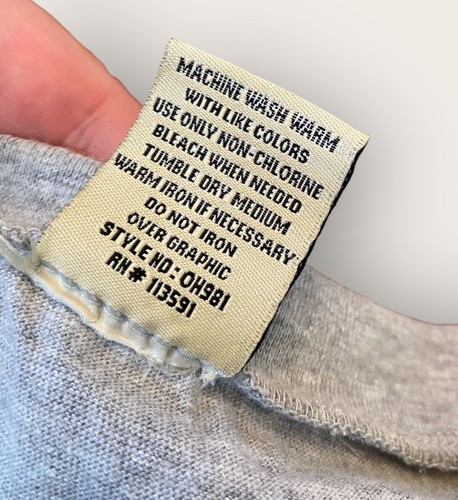 MACHINE WASH WARM
WITH LIKE COLORS
USE ONLY NON-CHLORINE
BLEACH WHEN NEEDED
TUMBLE DRY MEDIUM
WARM IRON IF NECESSARY
DO NOT IRON
OVER GRAPHIC
STYLE NO: OH981
RN# 113591